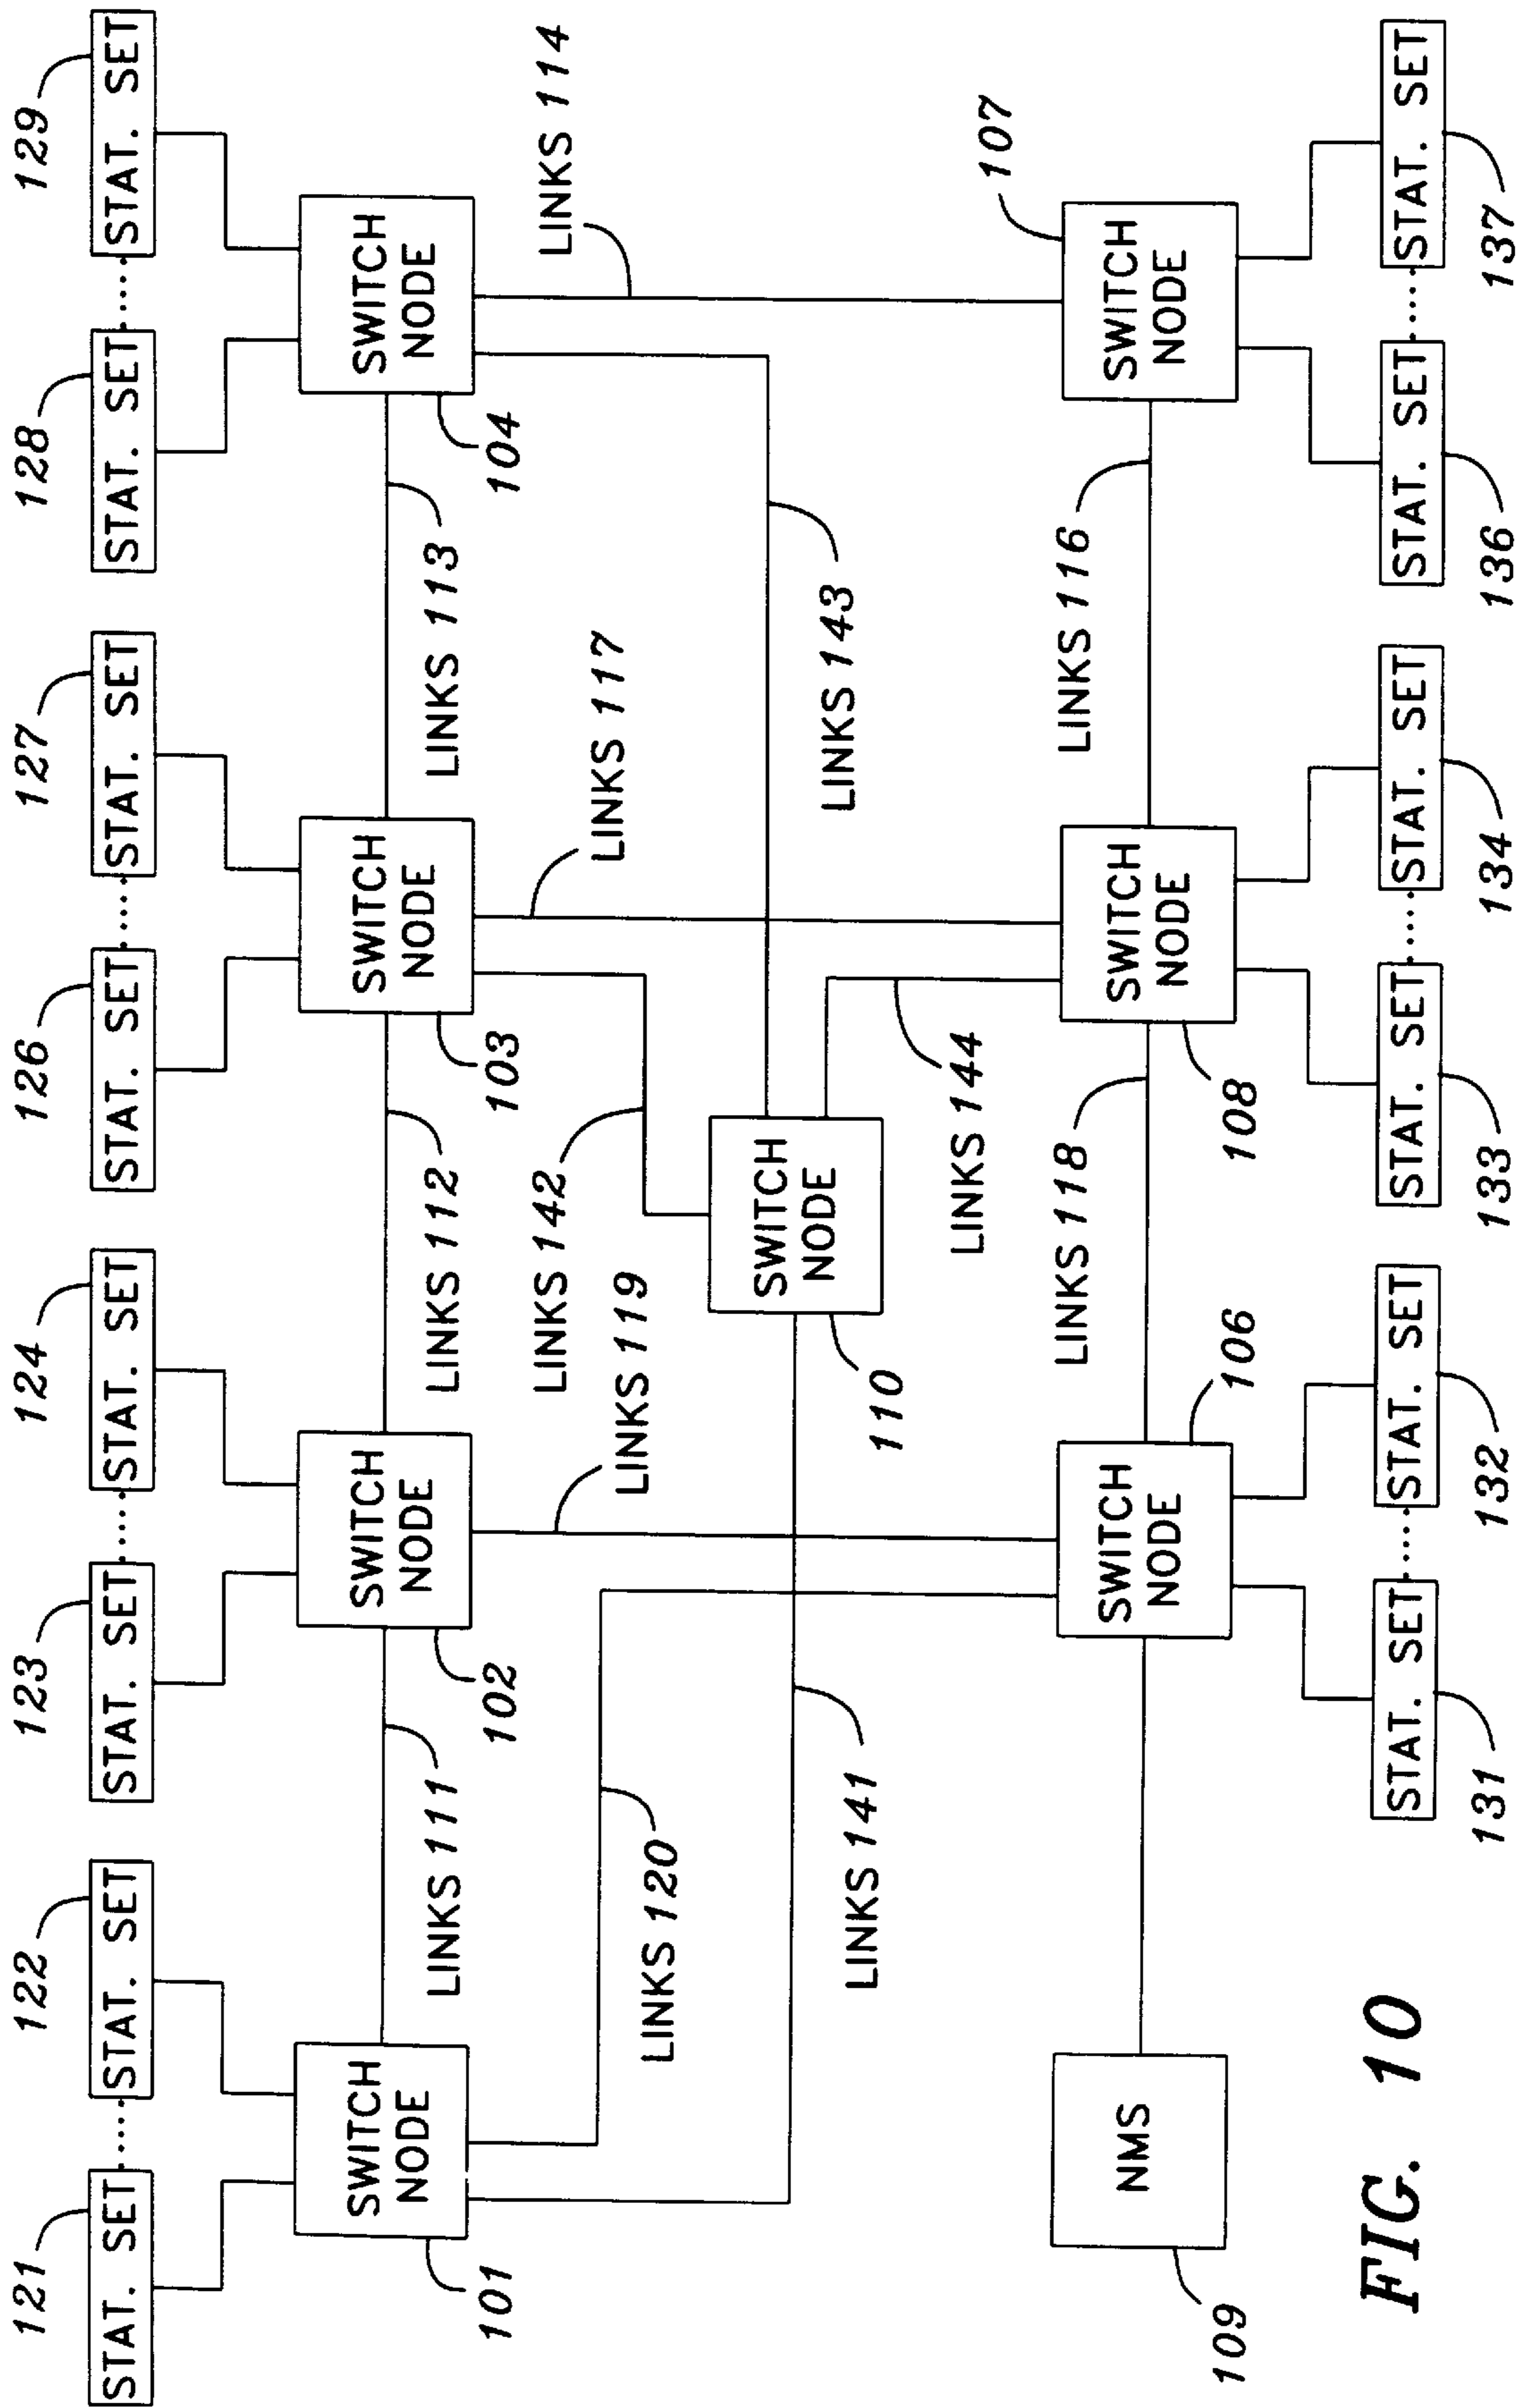 121 122 123 124 126 127 128 129
STAT. SET ..... STAT. SET STAT. SET ..... STAT. SET STAT. SET ..... STAT. SET STAT. SET ..... STAT. SET
SWITCH NODE
101
LINKS 111
SWITCH NODE
102
LINKS 112
SWITCH NODE
103
LINKS 113
SWITCH NODE
104
LINKS 119
LINKS 142
LINKS 117
LINKS 114
LINKS 120
SWITCH NODE
110
LINKS 143
LINKS 141
LINKS 144
NMS
109
SWITCH NODE
106
LINKS 118
SWITCH NODE
108
LINKS 116
SWITCH NODE
107
STAT. SET ..... STAT. SET STAT. SET ..... STAT. SET STAT. SET ..... STAT. SET
131 132 133 134 136 137
FIG. 10